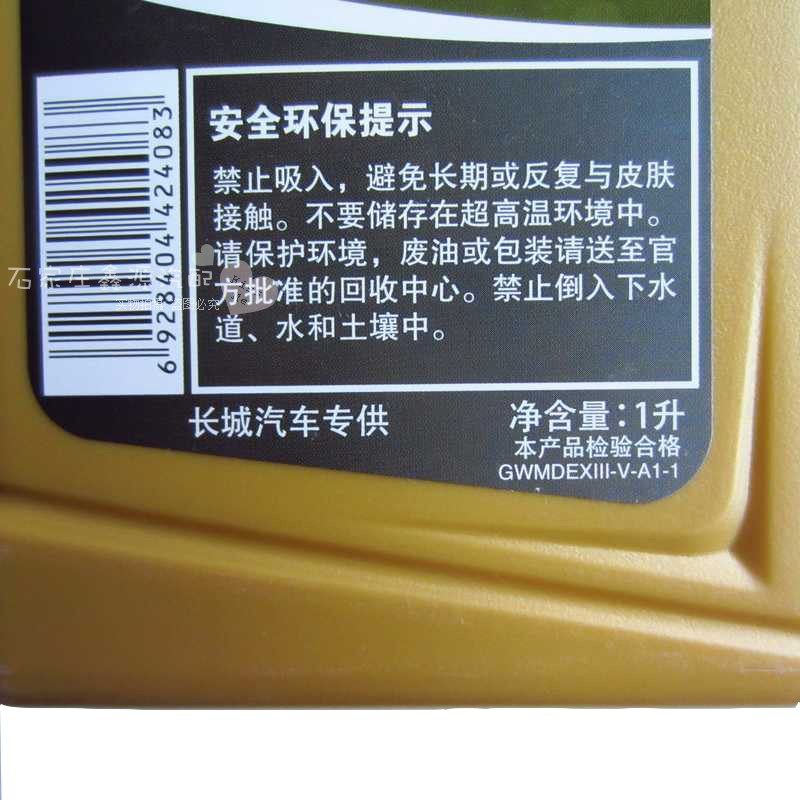 安全环保提示
禁止吸入，避免长期或反复与皮肤
接触。不要储存在超高温环境中。
请保护环境，废油或包装请送至官
方批准的回收中心。禁止倒入下水
道、水和土壤中。
6928404424083
长城汽车专供
净含量：1升
本产品检验合格
GWMDEXIII-V-A1-1
石家庄鑫